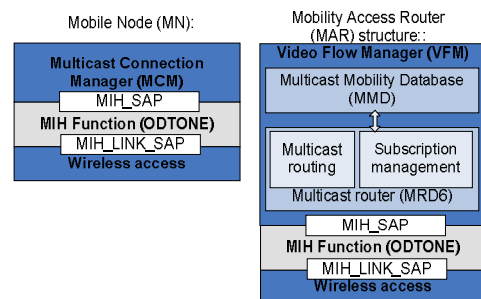 Mobile Node (MN):
Multicast Connection
Manager (MCM)
MIH_SAP
MIH Function (ODTONE)
MIH_LINK_SAP
Wireless access
Mobility Access Router
(MAR) structure::
Video Flow Manager (VFM)
Multicast Mobility Database
(MMD)
Multicast
routing
Subscription
management
Multicast router (MRD6)
MIH_SAP
MIH Function (ODTONE)
MIH_LINK_SAP
Wireless access